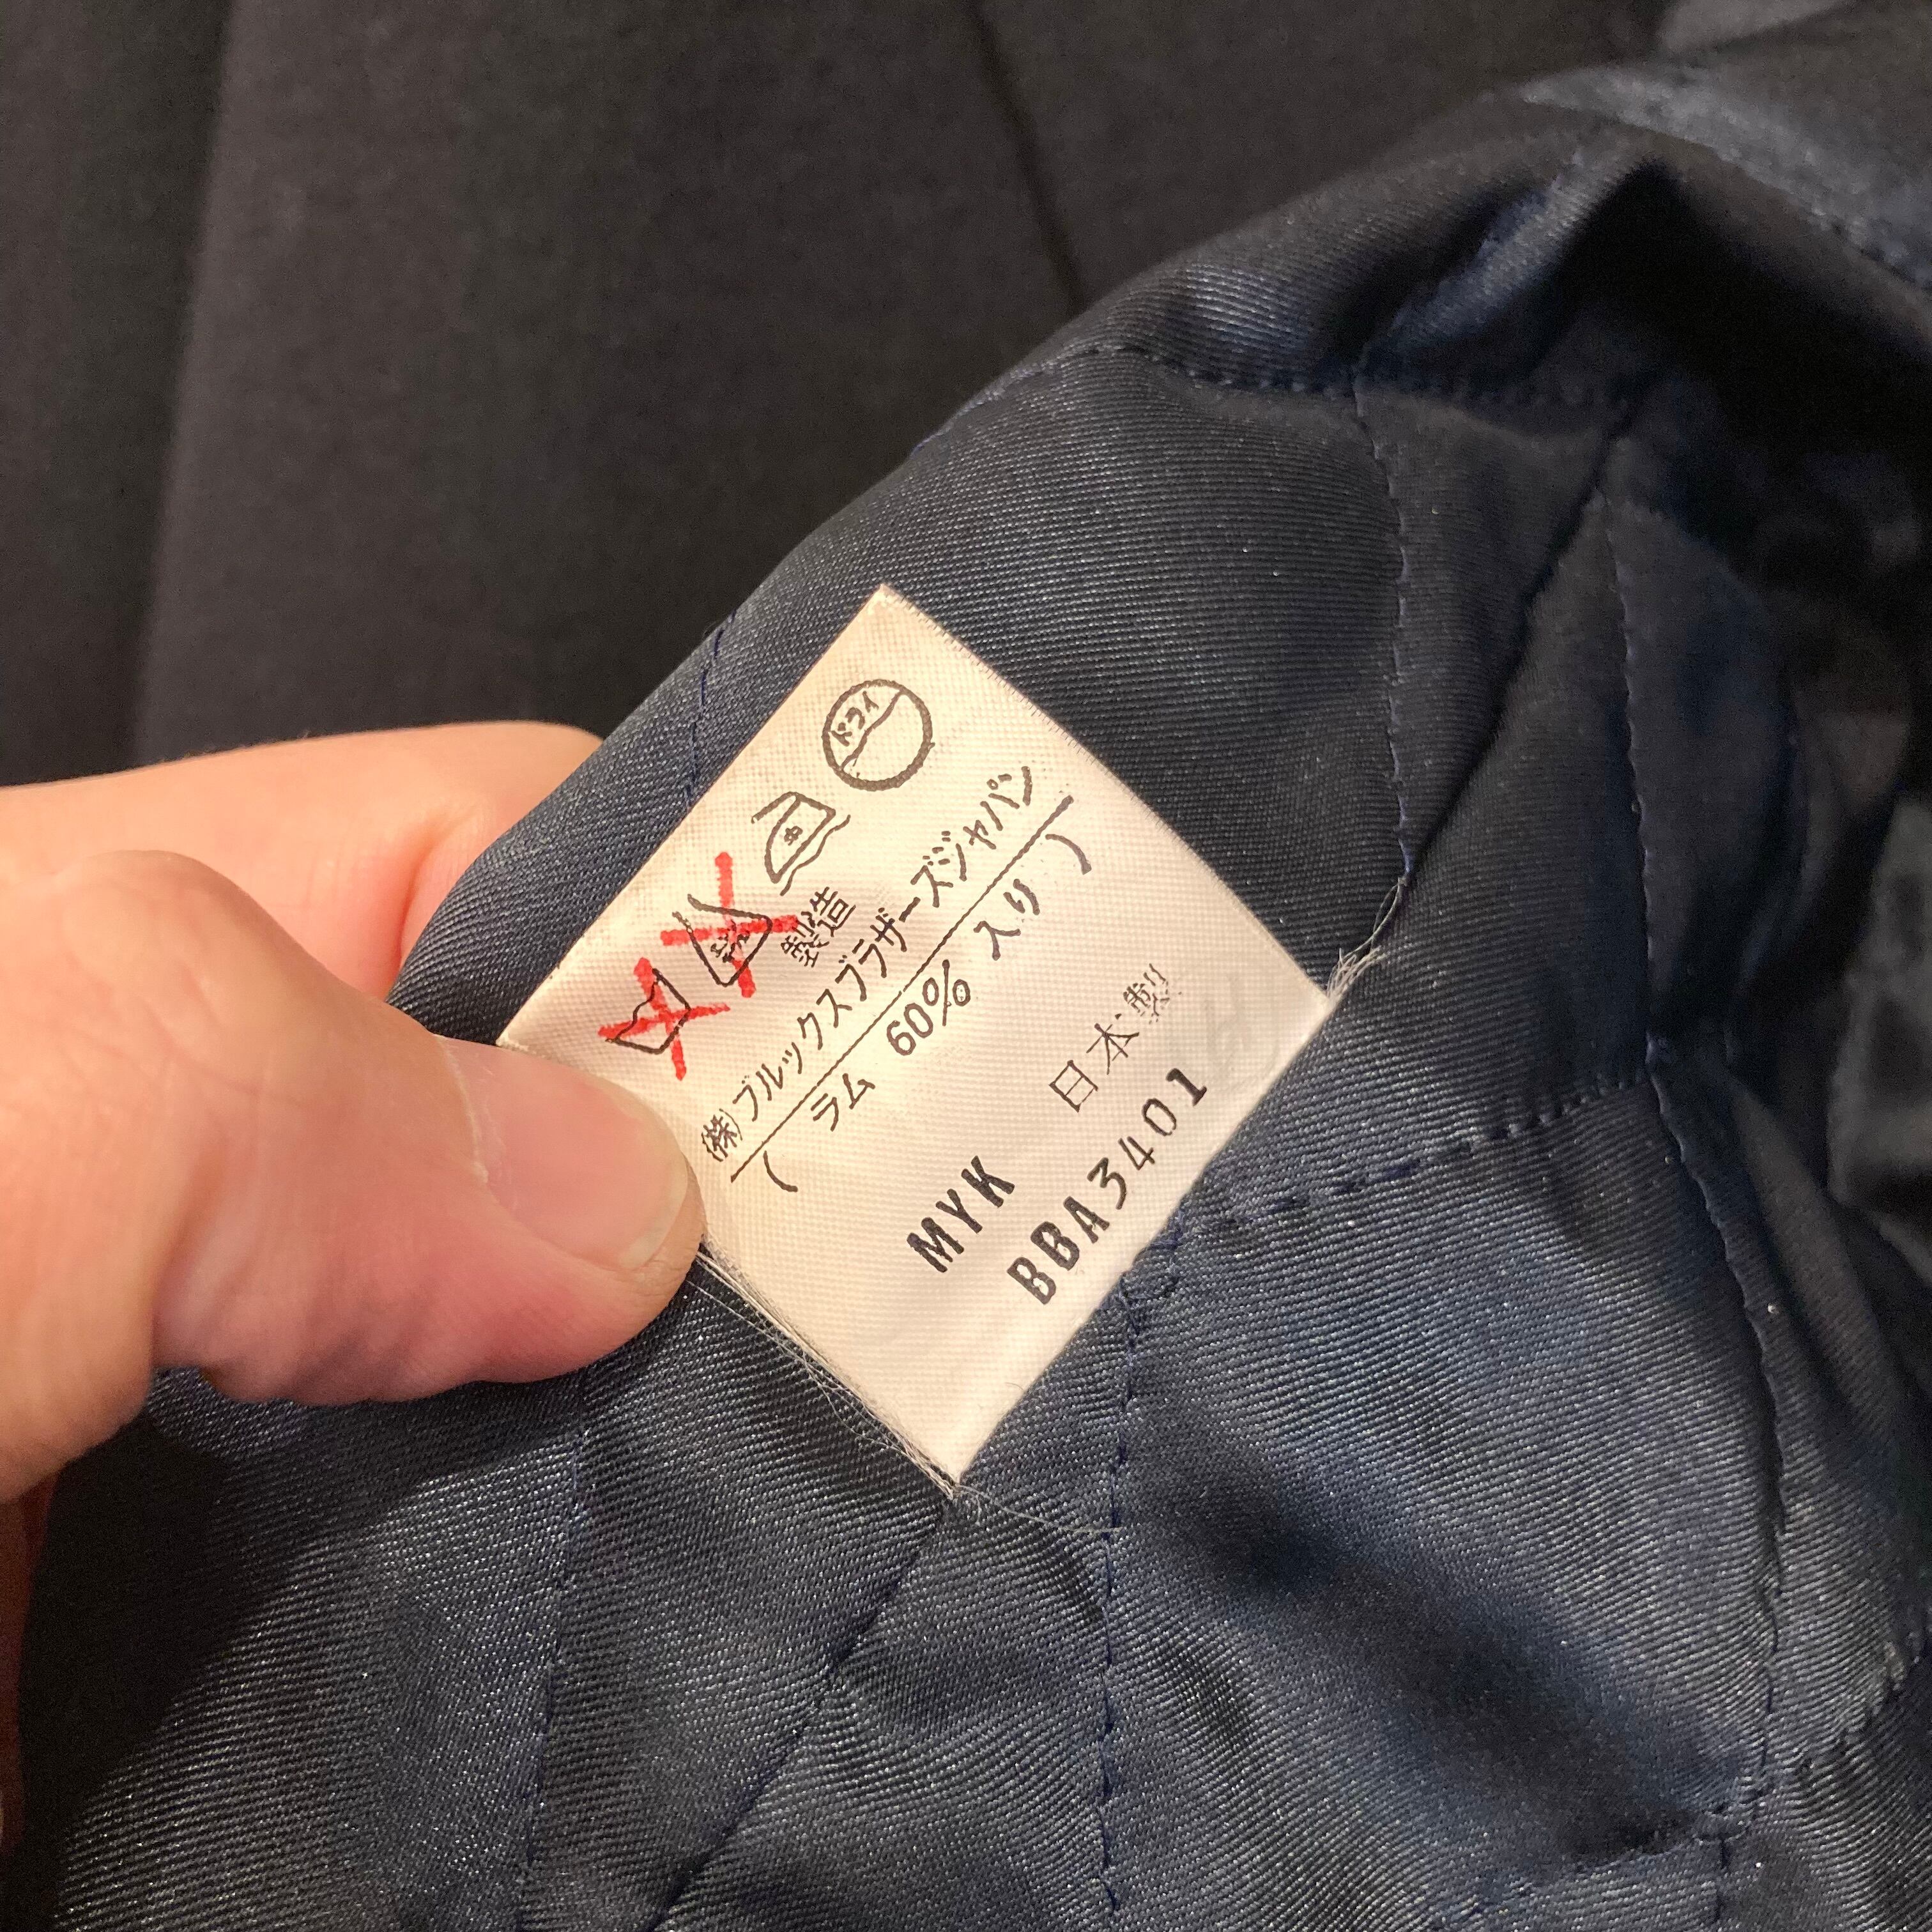 ドライ
中
製造
(株)ブルックスブラザーズジャパン
( ラム 60% 入り )
日本製
MYK
BBA3401